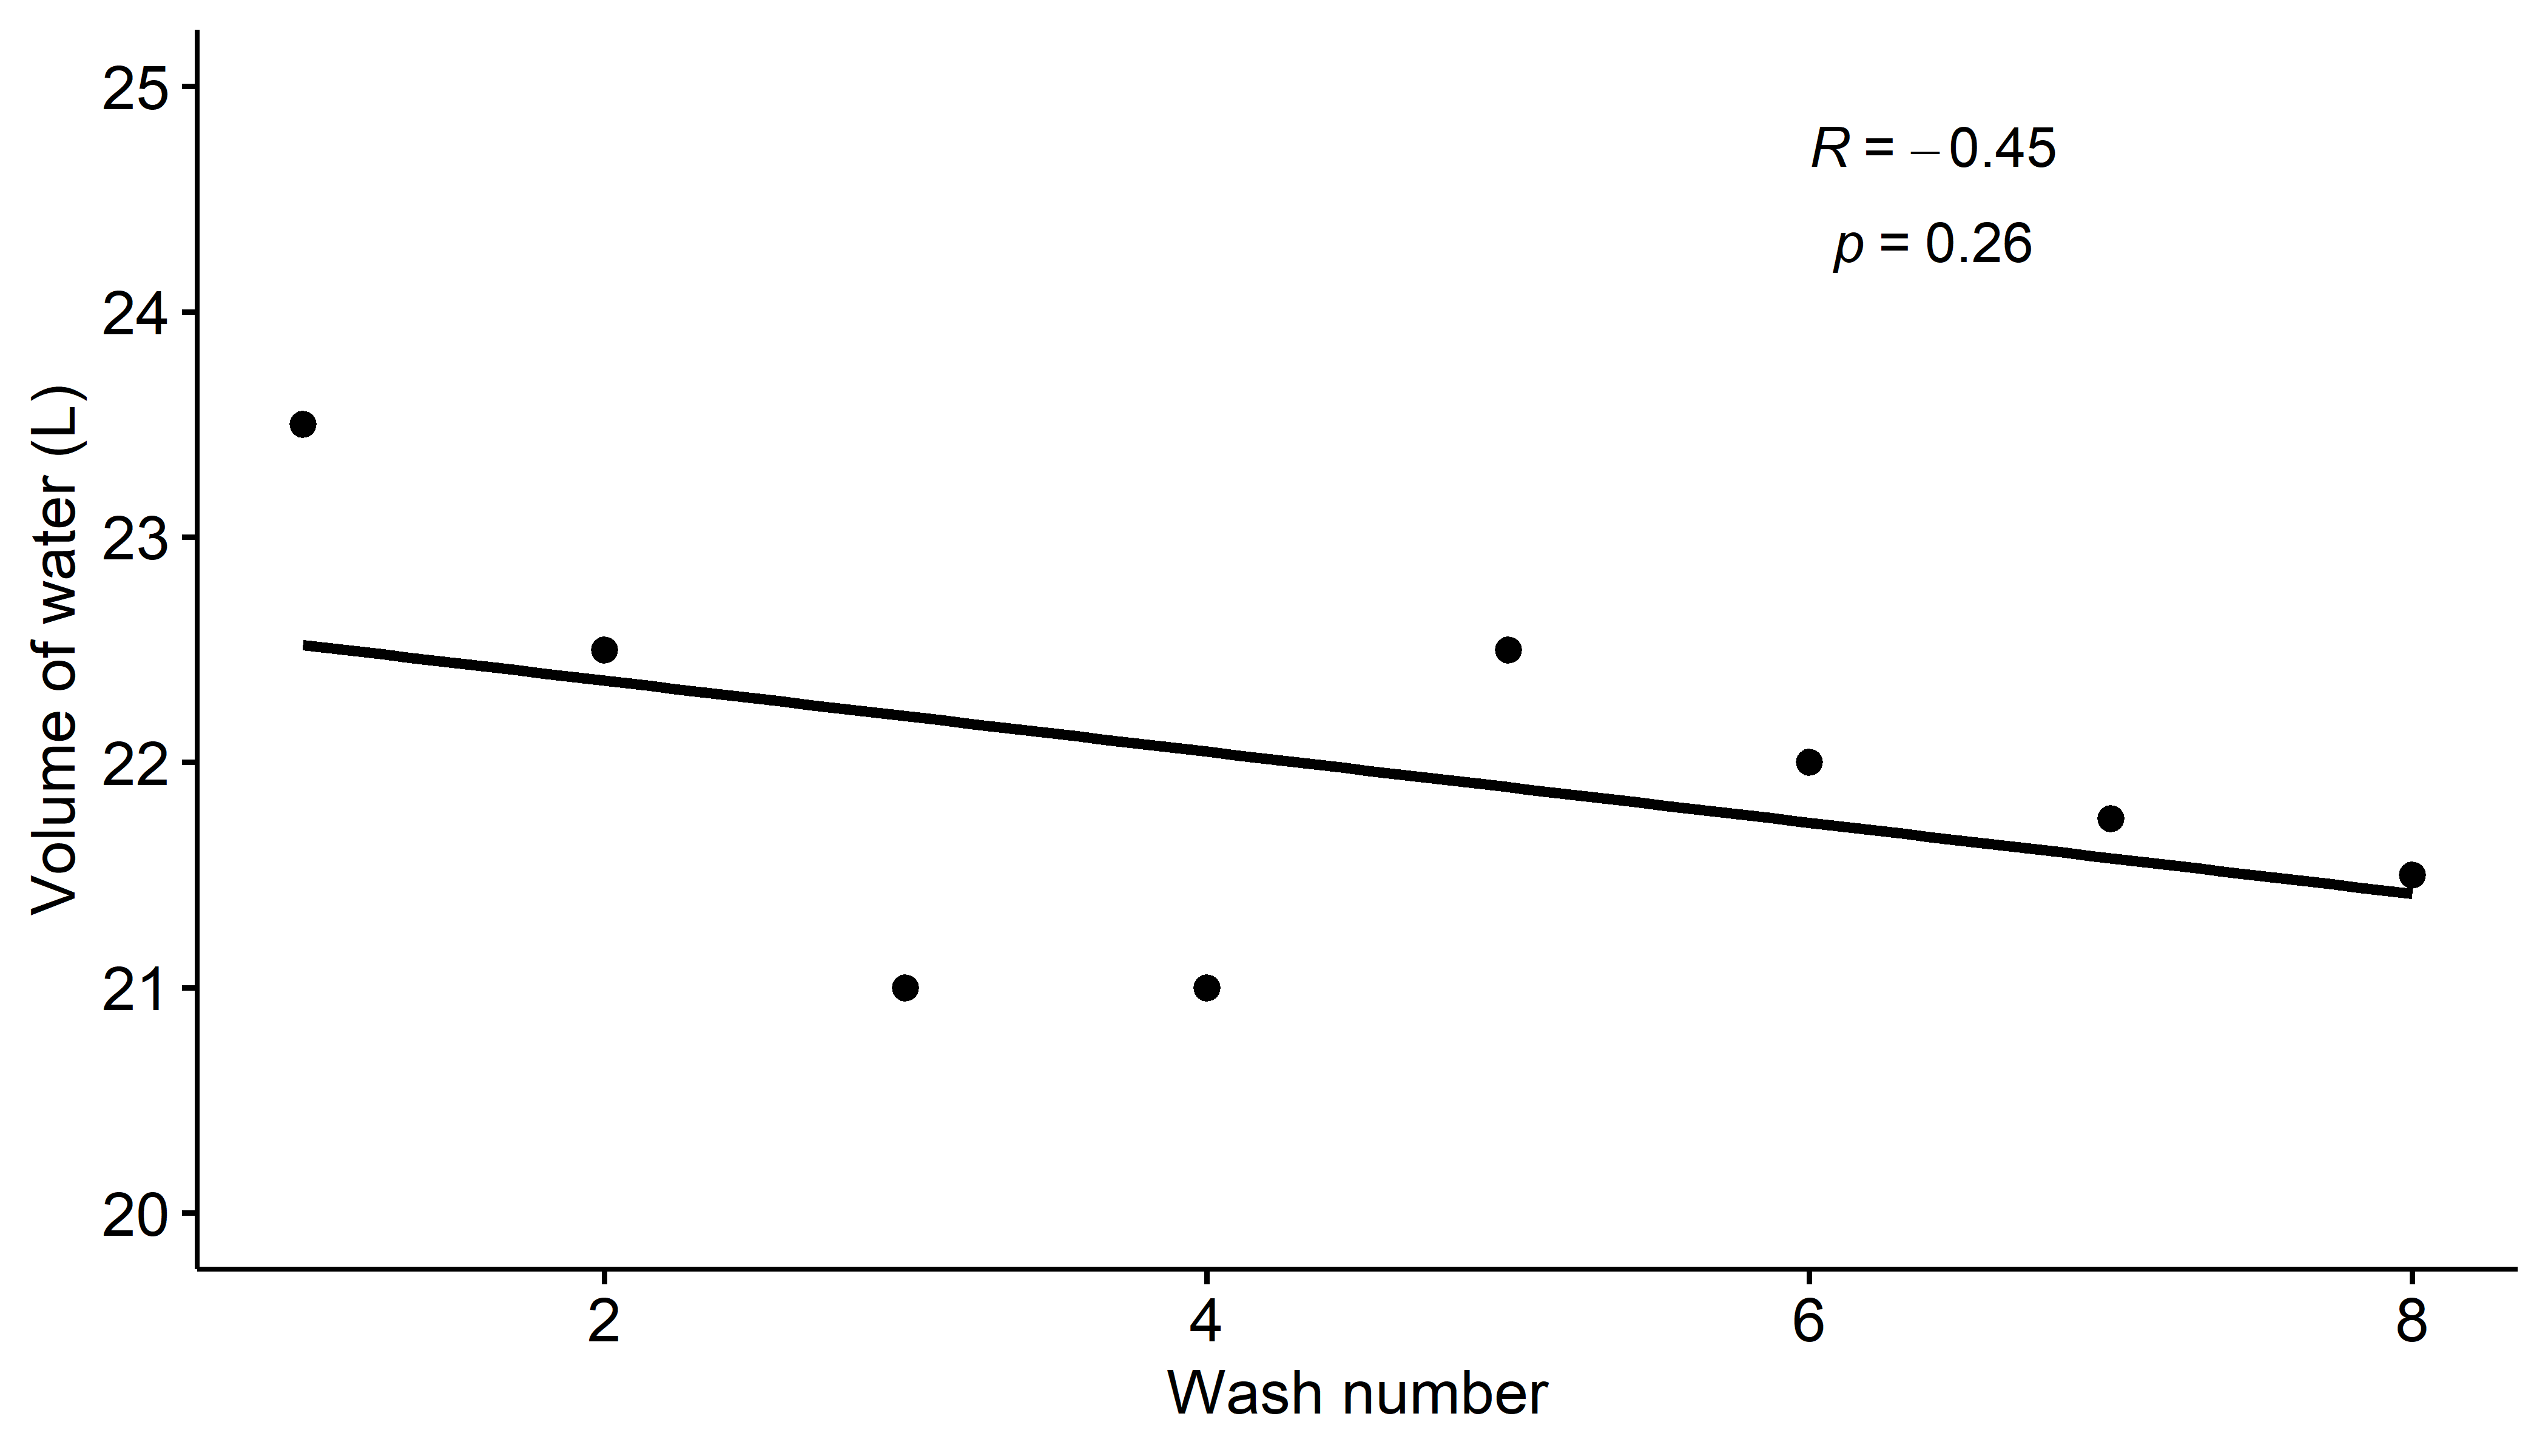 25
24
23
22
21
20
Volume of water (L)
R = −0.45
p = 0.26
2 4 6 8
Wash number